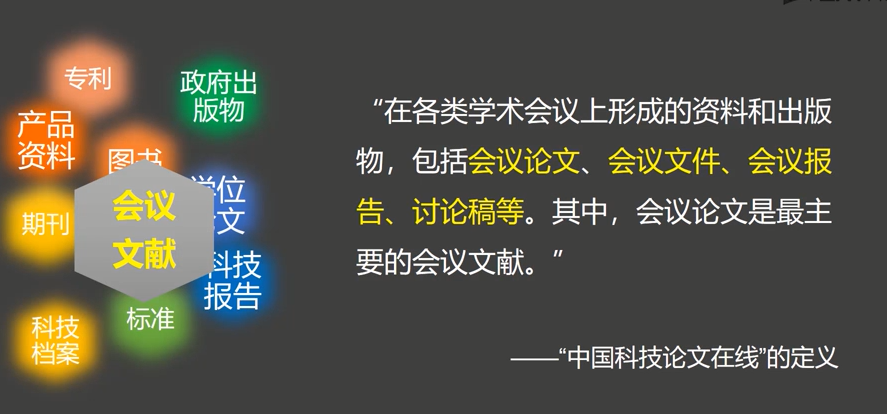 专利
政府出
版物
产品
资料
图书
会议
文献
学位
期刊
科技
报告
标准
科技
档案
“在各类学术会议上形成的资料和出版
物，包括会议论文、会议文件、会议报
告、讨论稿等。其中，会议论文是最主
要的会议文献。”
——“中国科技论文在线”的定义